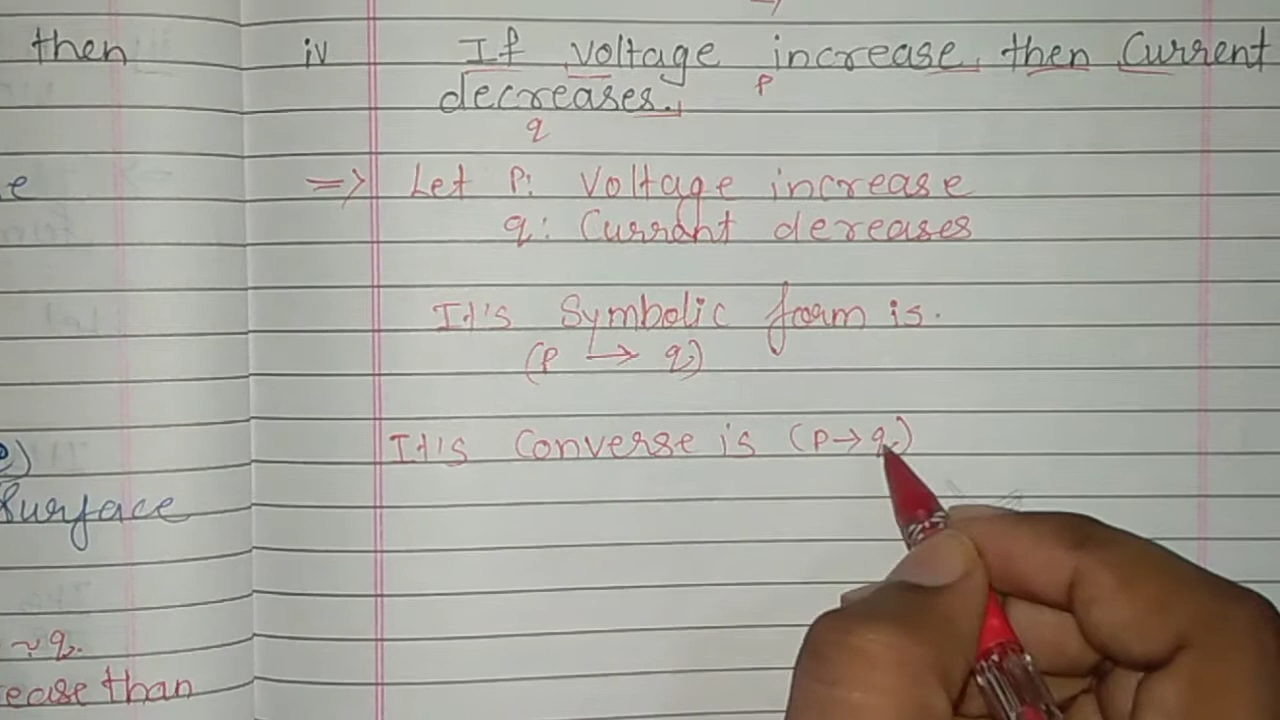 then
iv If voltage increase, then Current
p
decreases.
q
e
=> Let P: Voltage increase
q: Currant dereases
It's Symbolic form is.
(p → q)
It's Converse is (p→q)
e)
Surface
~q.
ease than